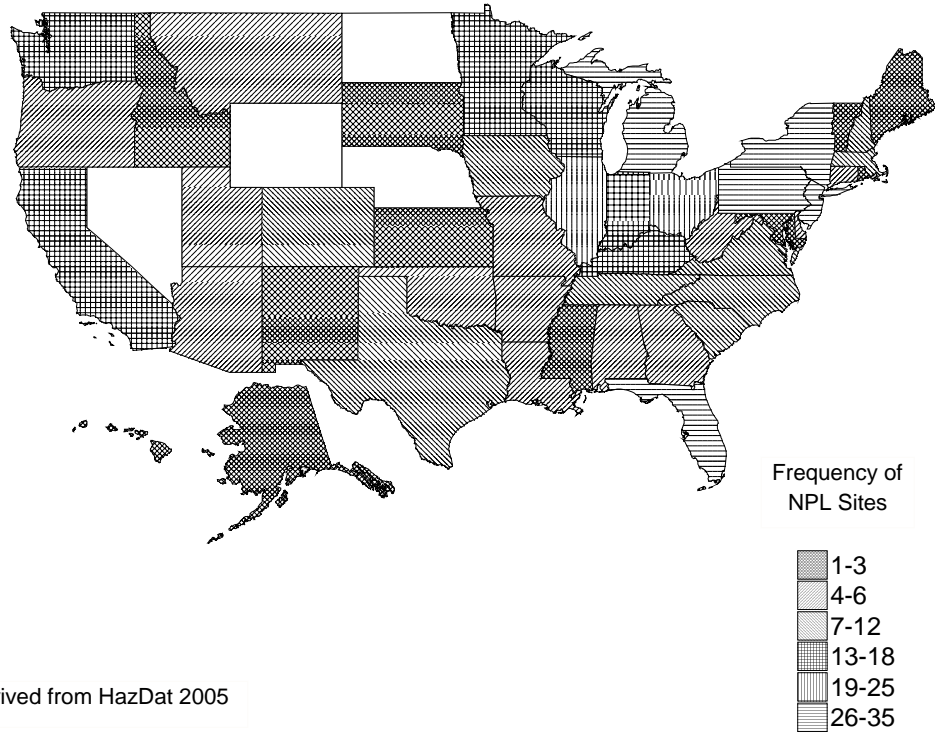 Frequency of
NPL Sites
1-3
4-6
7-12
13-18
19-25
26-35
rived from HazDat 2005